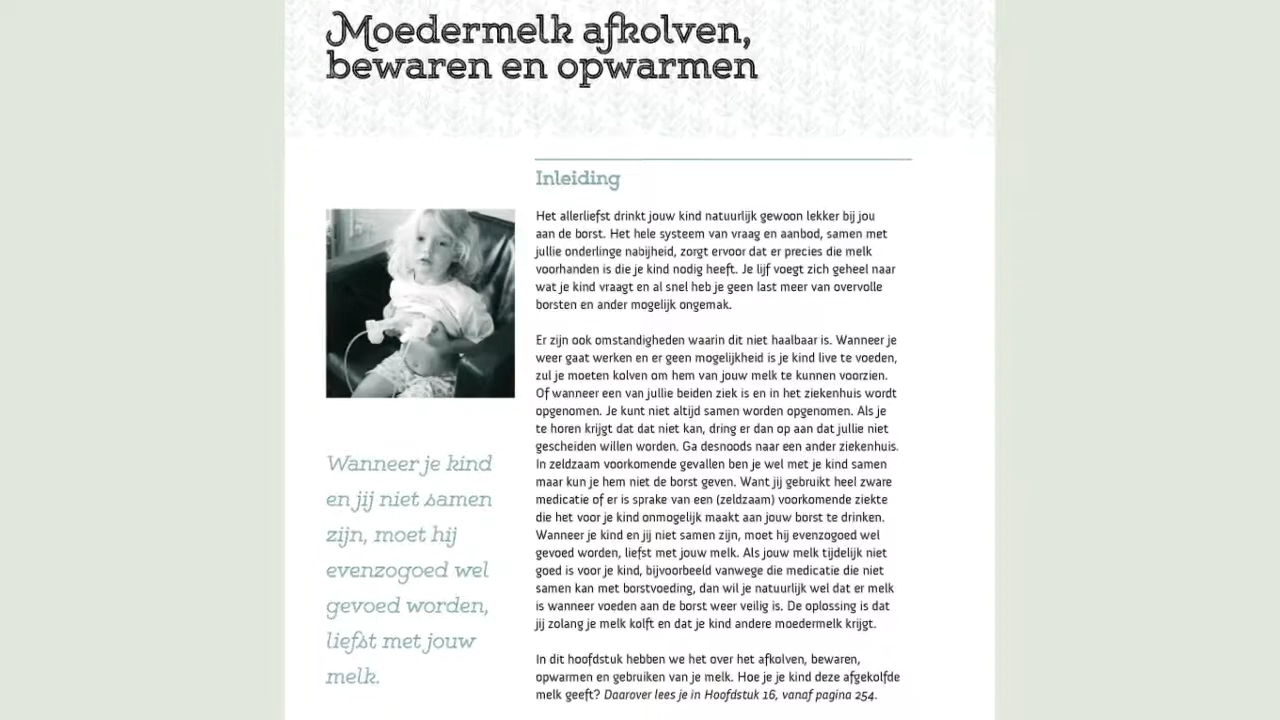 Moedermelk afkolven,
bewaren en opwarmen
Inleiding
Het allerliefst drinkt jouw kind natuurlijk gewoon lekker bij jou
aan de borst. Het hele systeem van vraag en aanbod, samen met
jullie onderlinge nabijheid, zorgt ervoor dat er precies die melk
voorhanden is die je kind nodig heeft. Je lijf voegt zich geheel naar
wat je kind vraagt en al snel heb je geen last meer van overvolle
borsten en ander mogelijk ongemak.
Er zijn ook omstandigheden waarin dit niet haalbaar is. Wanneer je
weer gaat werken en er geen mogelijkheid is je kind live te voeden,
zul je moeten kolven om hem van jouw melk te kunnen voorzien.
Of wanneer een van jullie beiden ziek is en in het ziekenhuis wordt
opgenomen. Je kunt niet altijd samen worden opgenomen. Als je
te horen krijgt dat dat niet kan, dring er dan op aan dat jullie niet
gescheiden willen worden. Ga desnoods naar een ander ziekenhuis.
In zeldzaam voorkomende gevallen ben je wel met je kind samen
maar kun je hem niet de borst geven. Want jij gebruikt heel zware
medicatie of er is sprake van een (zeldzaam) voorkomende ziekte
die het voor je kind onmogelijk maakt aan jouw borst te drinken.
Wanneer je kind en jij niet samen zijn, moet hij evenzogoed wel
gevoed worden, liefst met jouw melk. Als jouw melk tijdelijk niet
goed is voor je kind, bijvoorbeeld vanwege die medicatie die niet
samen kan met borstvoeding, dan wil je natuurlijk wel dat er melk
is wanneer voeden aan de borst weer veilig is. De oplossing is dat
jij zolang je melk kolft en dat je kind andere moedermelk krijgt.
In dit hoofdstuk hebben we het over het afkolven, bewaren,
opwarmen en gebruiken van je melk. Hoe je je kind deze afgekolfde
melk geeft? Daarover lees je in Hoofdstuk 16, vanaf pagina 254.
Wanneer je kind
en jij niet samen
zijn, moet hij
evenzogoed wel
gevoed worden,
liefst met jouw
melk.